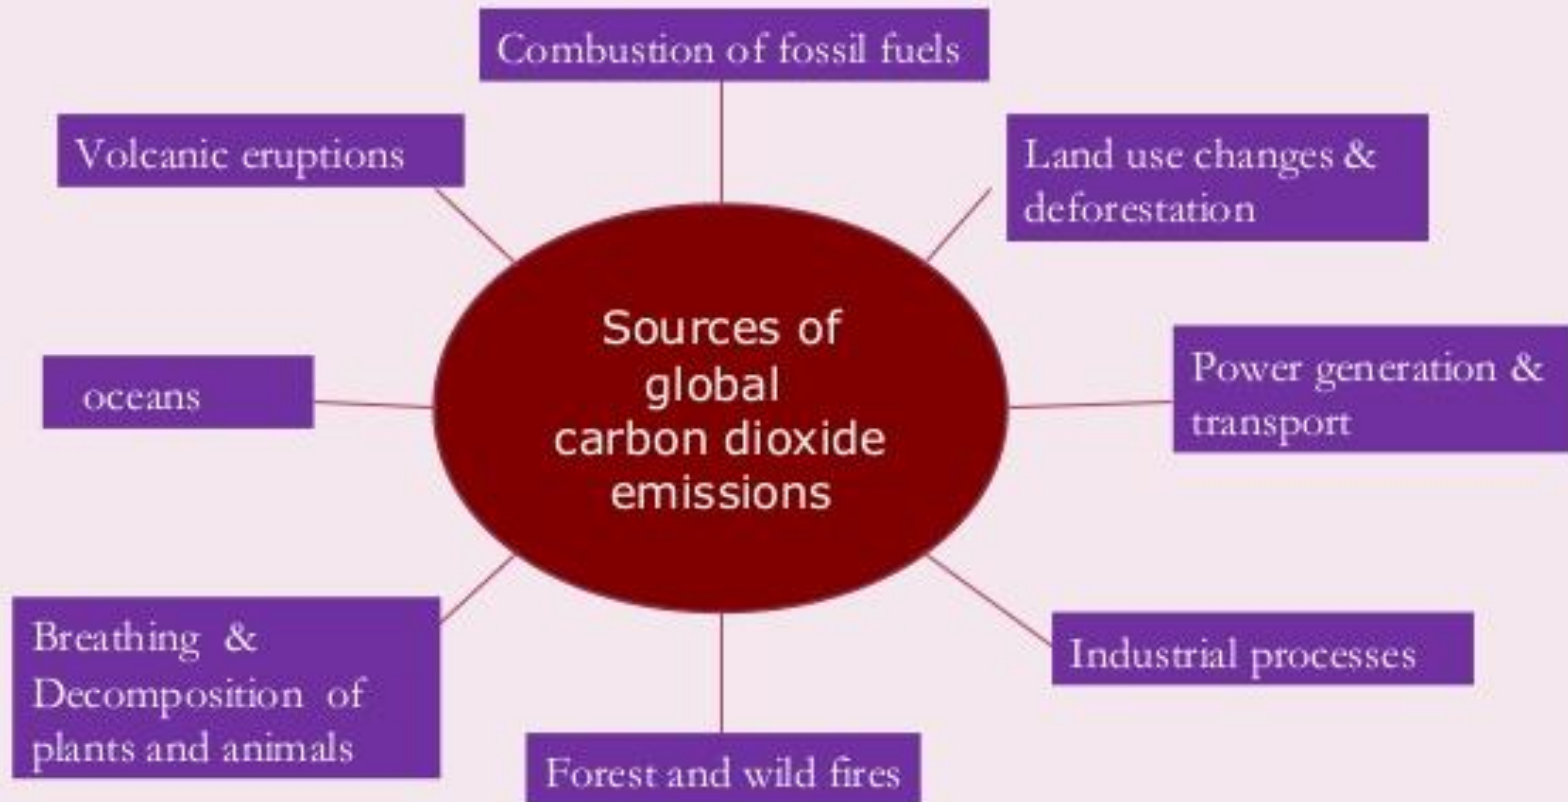 Combustion of fossil fuels
Volcanic eruptions
Land use changes &
deforestation
Sources of
global
carbon dioxide
emissions
Power generation &
transport
oceans
Breathing &
Decomposition of
plants and animals
Industrial processes
Forest and wild fires